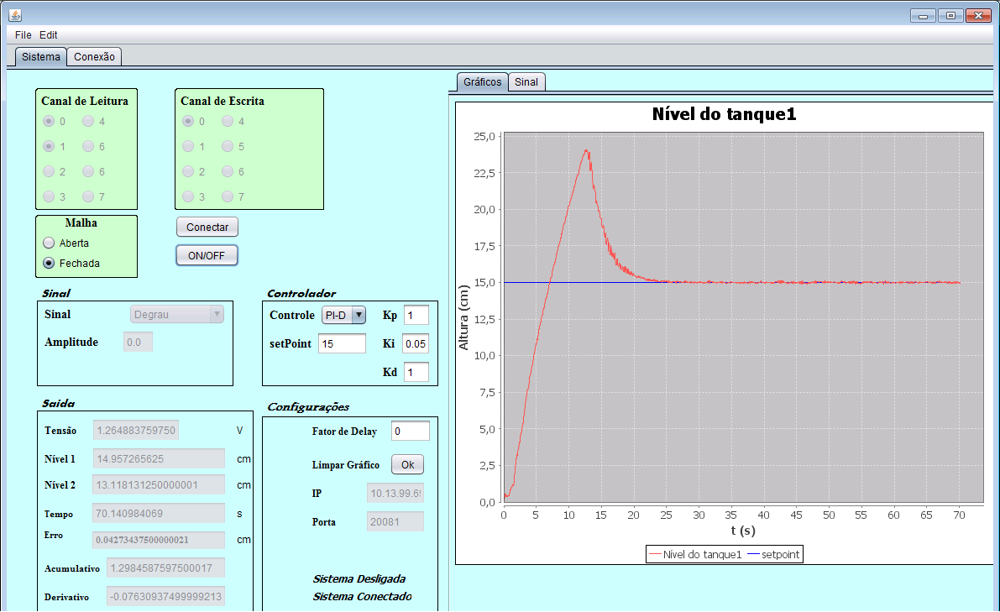 File Edit
Sistema Conexão
Canal de Leitura
0 4
1 6
2 6
3 7
Canal de Escrita
0 4
1 5
2 6
3 7
Malha
Aberta
Fechada
Conectar
ON/OFF
Sinal
Sinal Degrau
Amplitude 0.0
Controlador
Controle PI-D Kp 1
setPoint 15 Ki 0.05
Kd 1
Saida
Tensão 1.264883759750 V
Nível 1 14.957265625 cm
Nível 2 13.118131250000001 cm
Tempo 70.140984069 s
Erro 0.04273437500000021 cm
Acumulativo 1.2984587597500017
Derivativo -0.07630937499999213
Configurações
Fator de Delay 0
Limpar Gráfico Ok
IP 10.13.99.69
Porta 20081
Sistema Desligada
Sistema Conectado
Gráficos Sinal
Nível do tanque1
Altura (cm)
25,0
22,5
20,0
17,5
15,0
12,5
10,0
7,5
5,0
2,5
0,0
0 5 10 15 20 25 30 35 40 45 50 55 60 65 70
t (s)
Nível do tanque1 setpoint